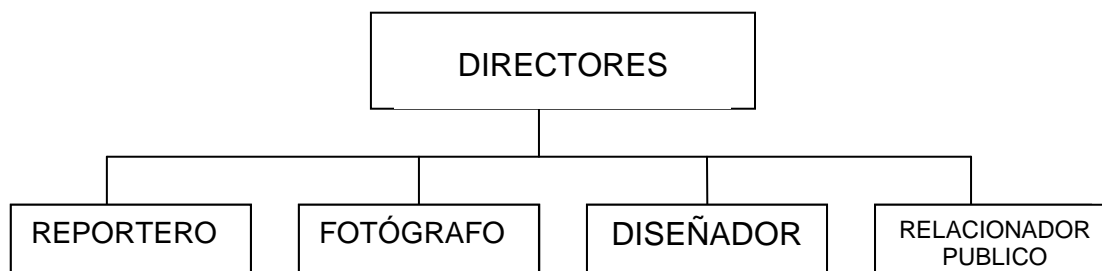 DIRECTORES
REPORTERO
FOTÓGRAFO
DISEÑADOR
RELACIONADOR
PUBLICO